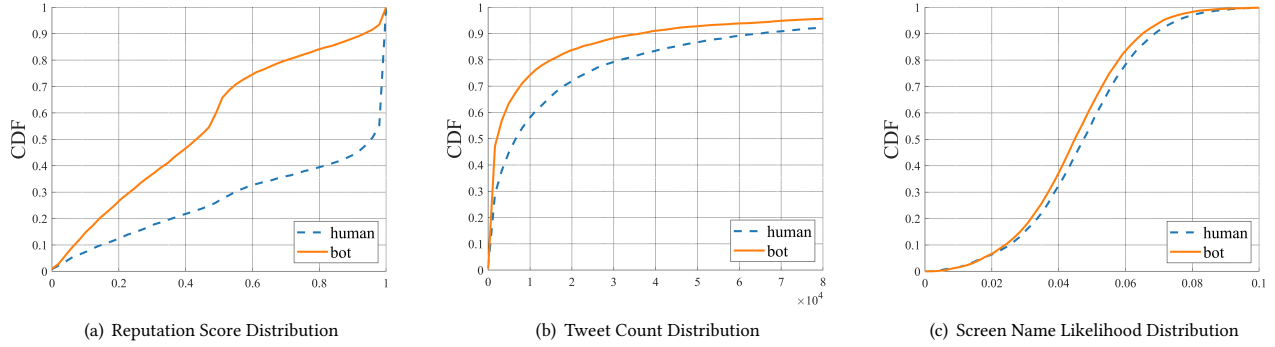 CDF
1
0.9
0.8
0.7
0.6
0.5
0.4
0.3
0.2
0.1
0
0 0.2 0.4 0.6 0.8 1
human
bot
(a) Reputation Score Distribution
CDF
1
0.9
0.8
0.7
0.6
0.5
0.4
0.3
0.2
0.1
0
0 1 2 3 4 5 6 7 8
×10⁴
human
bot
(b) Tweet Count Distribution
CDF
1
0.9
0.8
0.7
0.6
0.5
0.4
0.3
0.2
0.1
0
0 0.02 0.04 0.06 0.08 0.1
human
bot
(c) Screen Name Likelihood Distribution